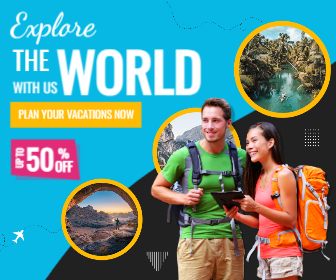 Explore
THE
WITH US
WORLD
PLAN YOUR VACATIONS NOW
UP TO
50%
OFF